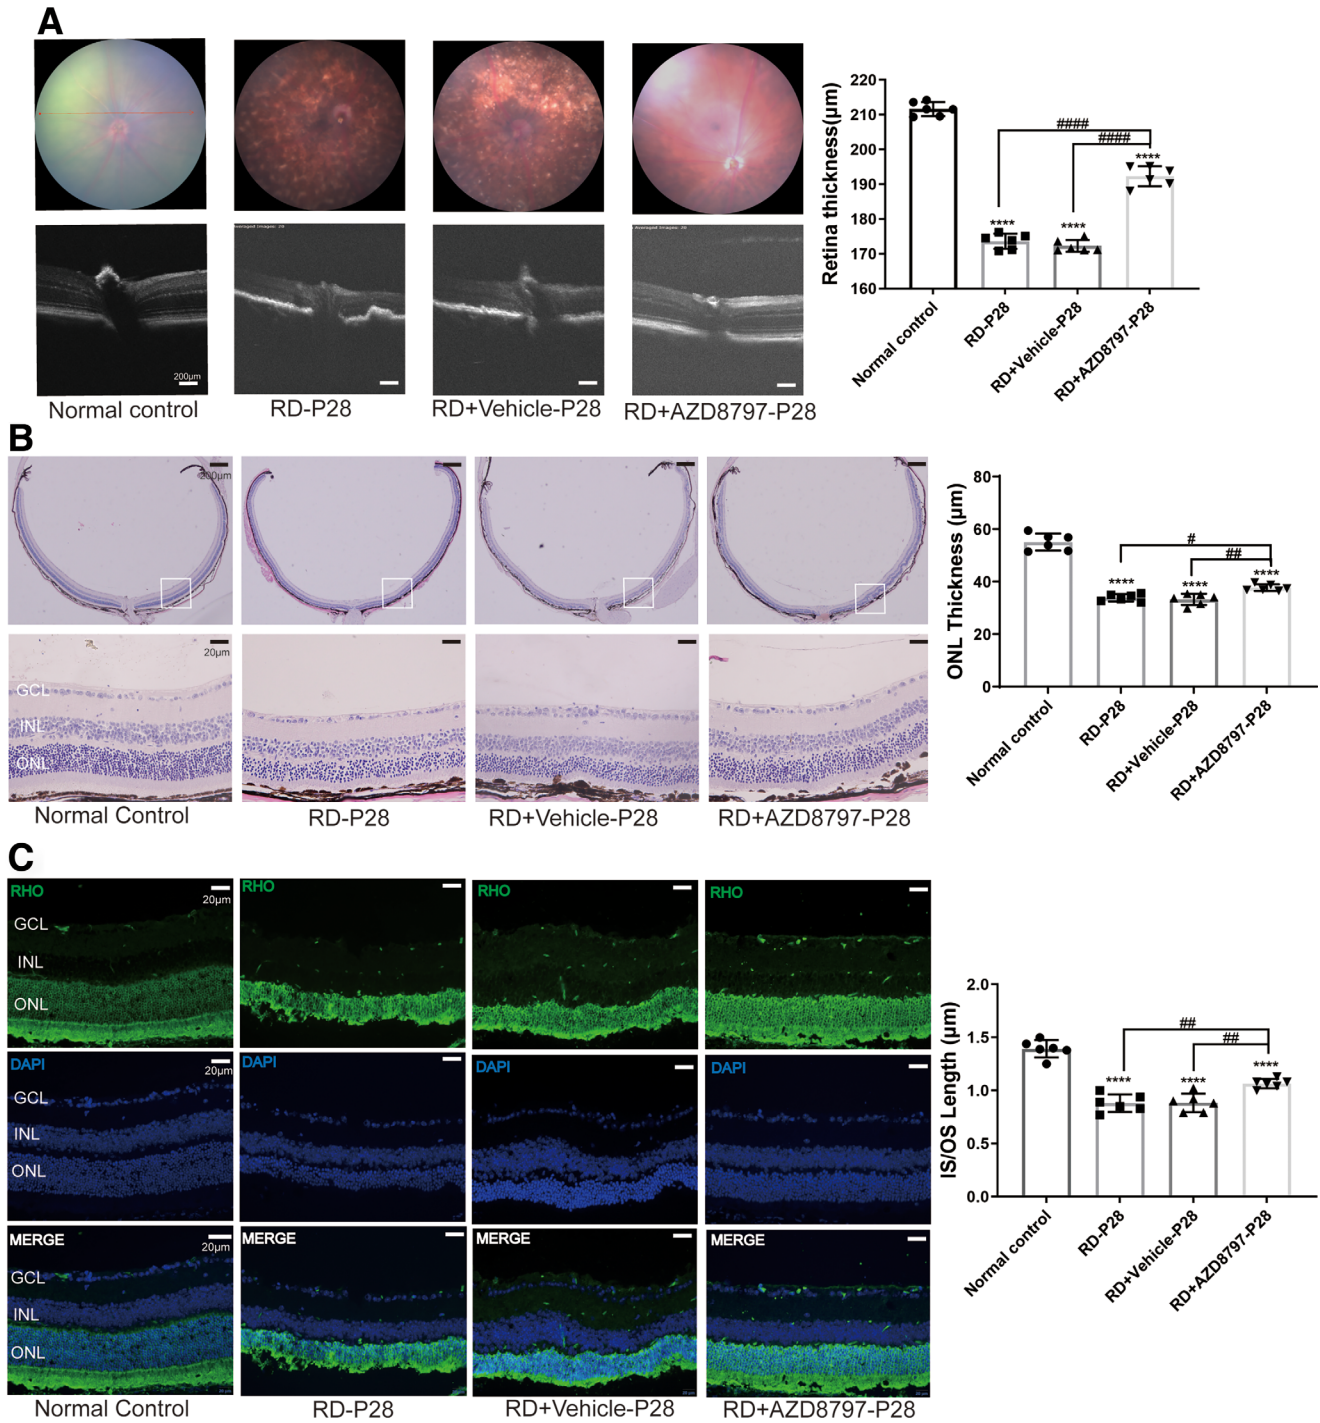 A
Averaged Images: 28
Averaged Images: 28
200μm
Normal control
RD-P28
RD+Vehicle-P28
RD+AZD8797-P28
Retina thickness(μm)
220
210
200
190
180
170
160
####
####
****
****
****
Normal control
RD-P28
RD+Vehicle-P28
RD+AZD8797-P28
B
200μm
20μm
GCL
INL
ONL
Normal Control
RD-P28
RD+Vehicle-P28
RD+AZD8797-P28
ONL Thickness (μm)
80
60
40
20
0
#
##
****
****
****
Normal control
RD-P28
RD+Vehicle-P28
RD+AZD8797-P28
C
RHO
20μm
GCL
INL
ONL
RHO
RHO
RHO
DAPI
20μm
GCL
INL
ONL
DAPI
DAPI
DAPI
MERGE
20μm
GCL
INL
ONL
MERGE
MERGE
MERGE
Normal Control
RD-P28
RD+Vehicle-P28
RD+AZD8797-P28
IS/OS Length (μm)
2.0
1.5
1.0
0.5
0.0
##
##
****
****
****
Normal control
RD-P28
RD+Vehicle-P28
RD+AZD8797-P28